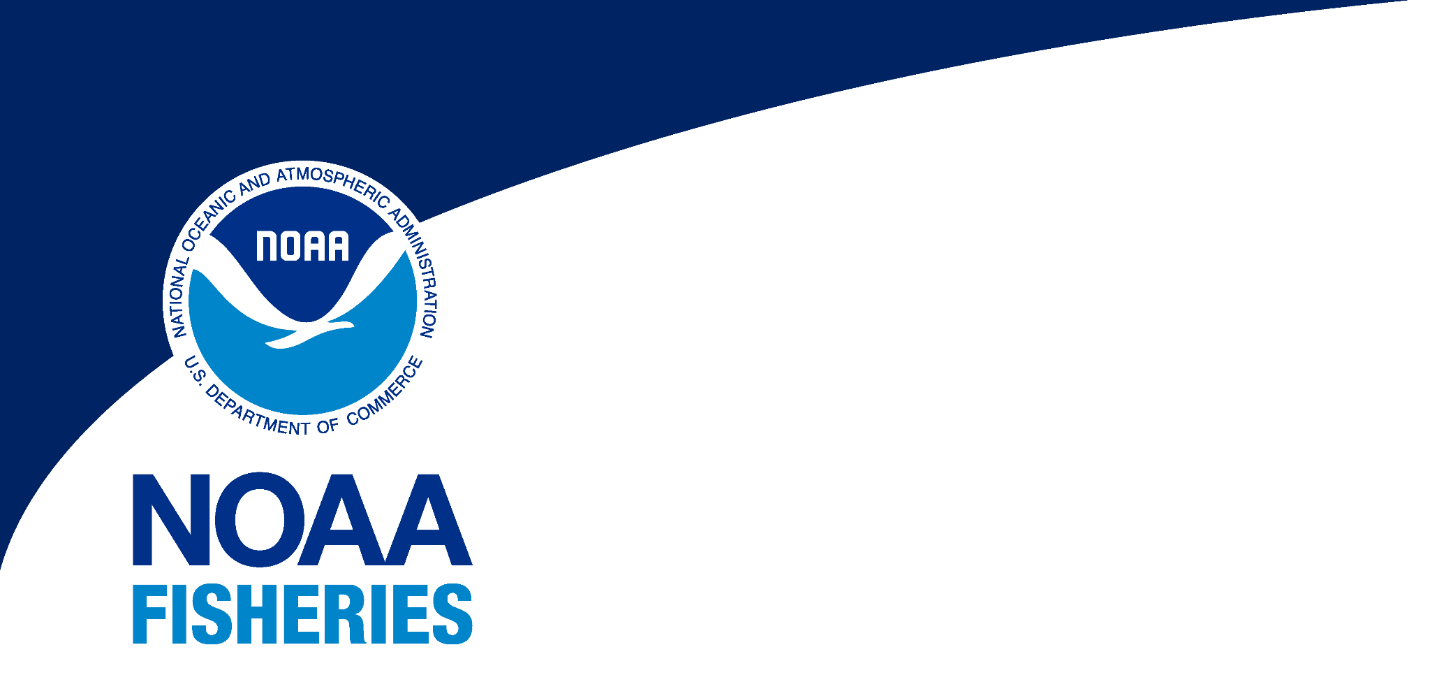 NATIONAL OCEANIC AND ATMOSPHERIC ADMINISTRATION
NOAA
U.S. DEPARTMENT OF COMMERCE
NOAA
FISHERIES